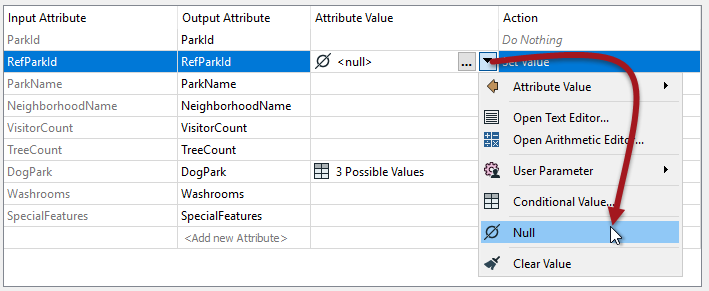 Input Attribute Output Attribute Attribute Value Action
ParkId ParkId Do Nothing
RefParkId RefParkId <null> ... Set Value
ParkName ParkName
NeighborhoodName NeighborhoodName
VisitorCount VisitorCount
TreeCount TreeCount
DogPark DogPark 3 Possible Values
Washrooms Washrooms
SpecialFeatures SpecialFeatures
<Add new Attribute>
Attribute Value
Open Text Editor...
Open Arithmetic Editor...
User Parameter
Conditional Value...
Null
Clear Value